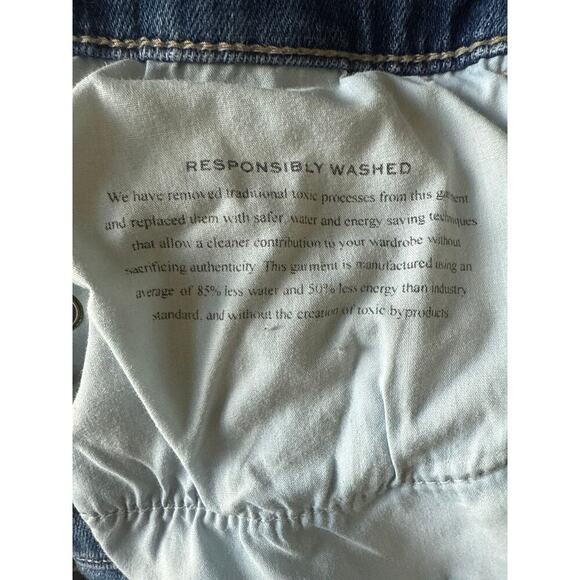 RESPONSIBLY WASHED
We have removed traditional toxic processes from this garment
and replaced them with safer, water and energy saving techniques
that allow a cleaner contribution to your wardrobe without
sacrificing authenticity. This garment is manufactured using an
average of 85% less water and 50% less energy than industry
standard, and without the creation of toxic byproducts.